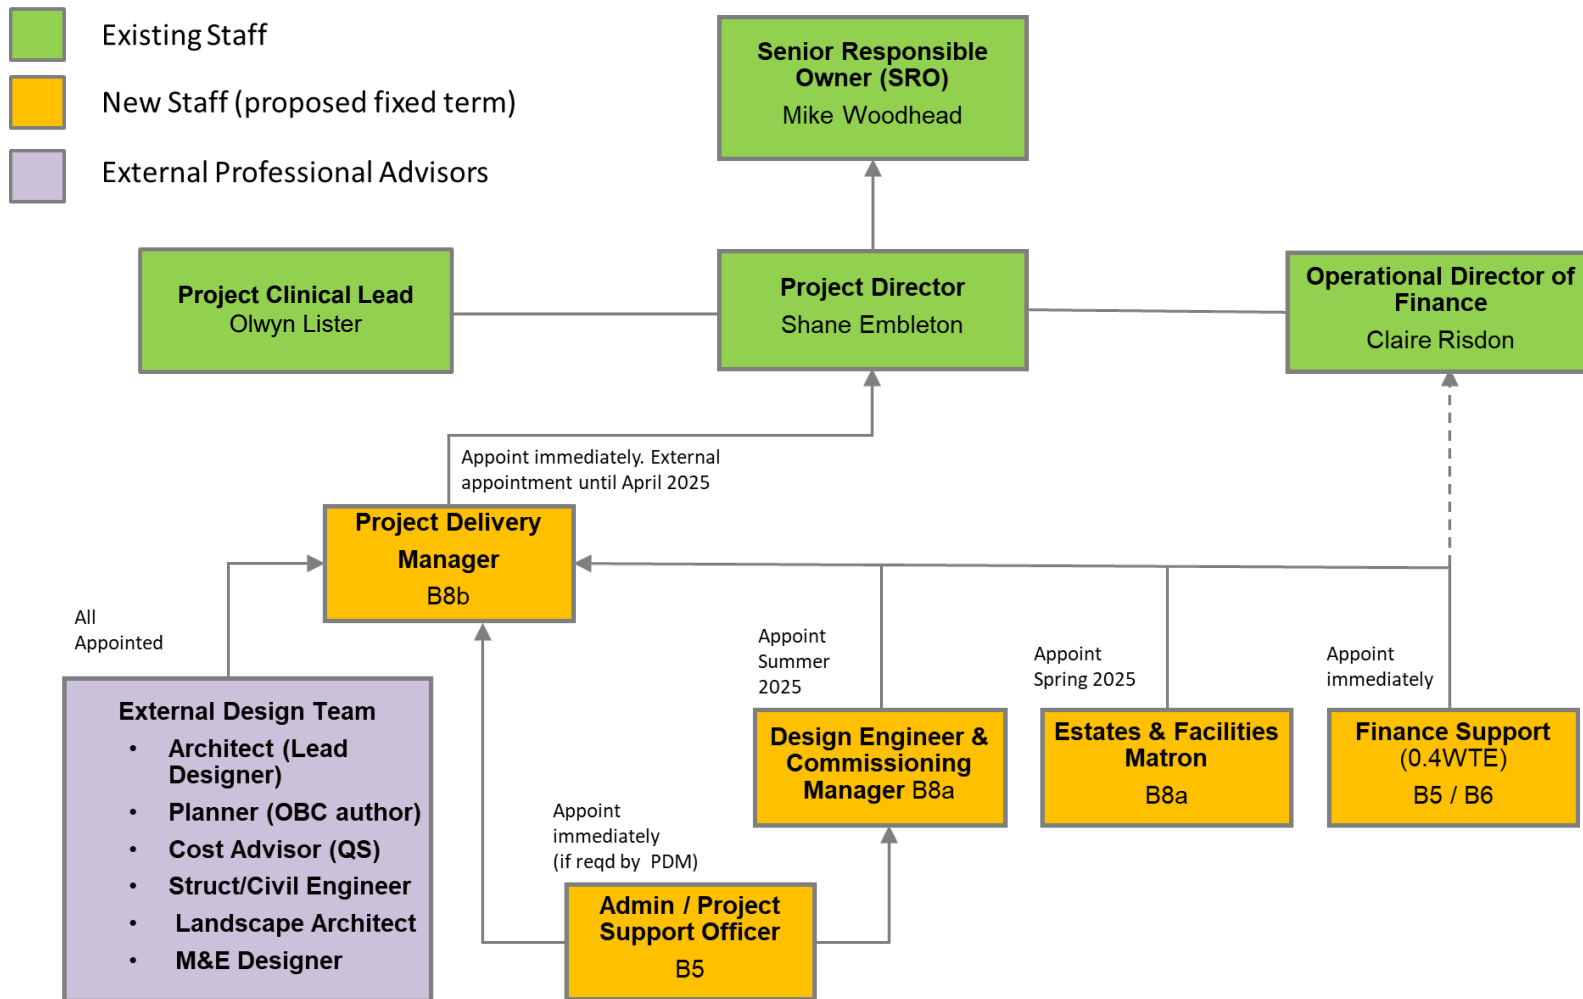 Existing Staff
New Staff (proposed fixed term)
External Professional Advisors
Senior Responsible
Owner (SRO)
Mike Woodhead
Project Clinical Lead
Olwyn Lister
Project Director
Shane Embleton
Operational Director of
Finance
Claire Risdon
Appoint immediately. External
appointment until April 2025
Project Delivery
Manager
B8b
All
Appointed
External Design Team
• Architect (Lead
Designer)
• Planner (OBC author)
• Cost Advisor (QS)
• Struct/Civil Engineer
• Landscape Architect
• M&E Designer
Appoint
immediately
(if reqd by PDM)
Admin / Project
Support Officer
B5
Appoint
Summer
2025
Design Engineer &
Commissioning
Manager B8a
Appoint
Spring 2025
Estates & Facilities
Matron
B8a
Appoint
immediately
Finance Support
(0.4WTE)
B5 / B6